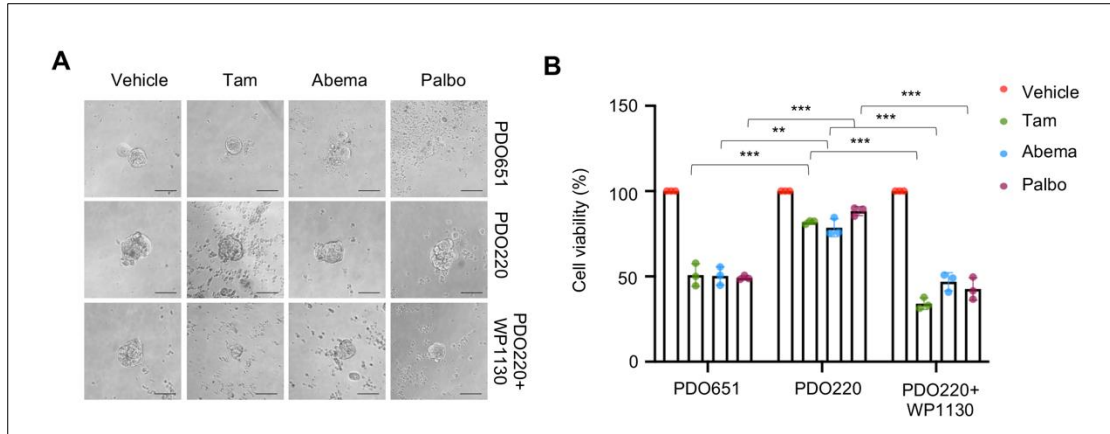 A
Vehicle Tam Abema Palbo
PDO651
PDO220
PDO220+
WP1130
B
Cell viability (%)
150
100
50
0
***
**
***
***
***
***
PDO651 PDO220 PDO220+
WP1130
Vehicle
Tam
Abema
Palbo